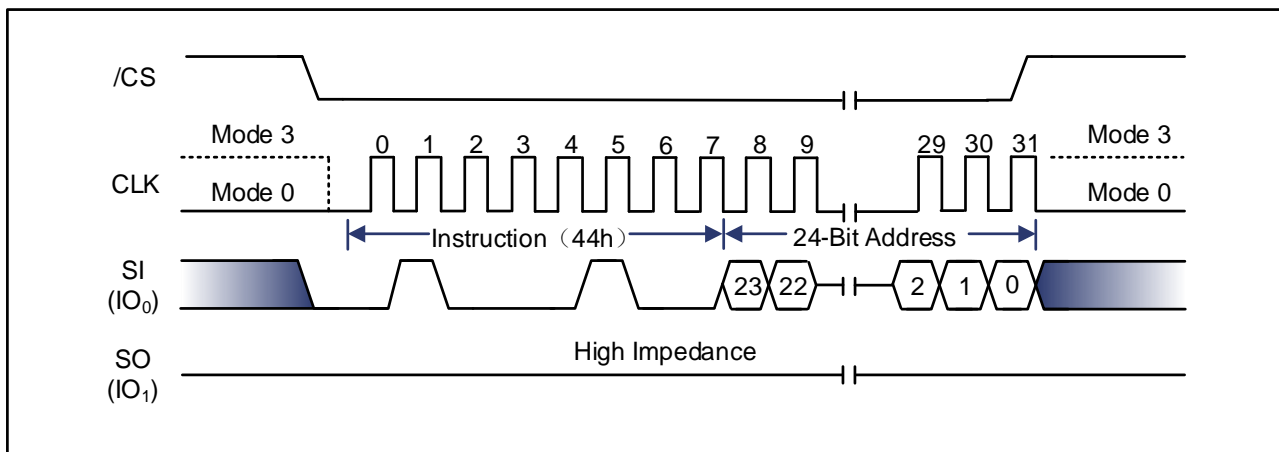 /CS
Mode 3
0 1 2 3 4 5 6 7 8 9 29 30 31
Mode 3
CLK
Mode 0
Mode 0
Instruction（44h）
24-Bit Address
SI
(IO₀)
23 22 2 1 0
High Impedance
SO
(IO₁)